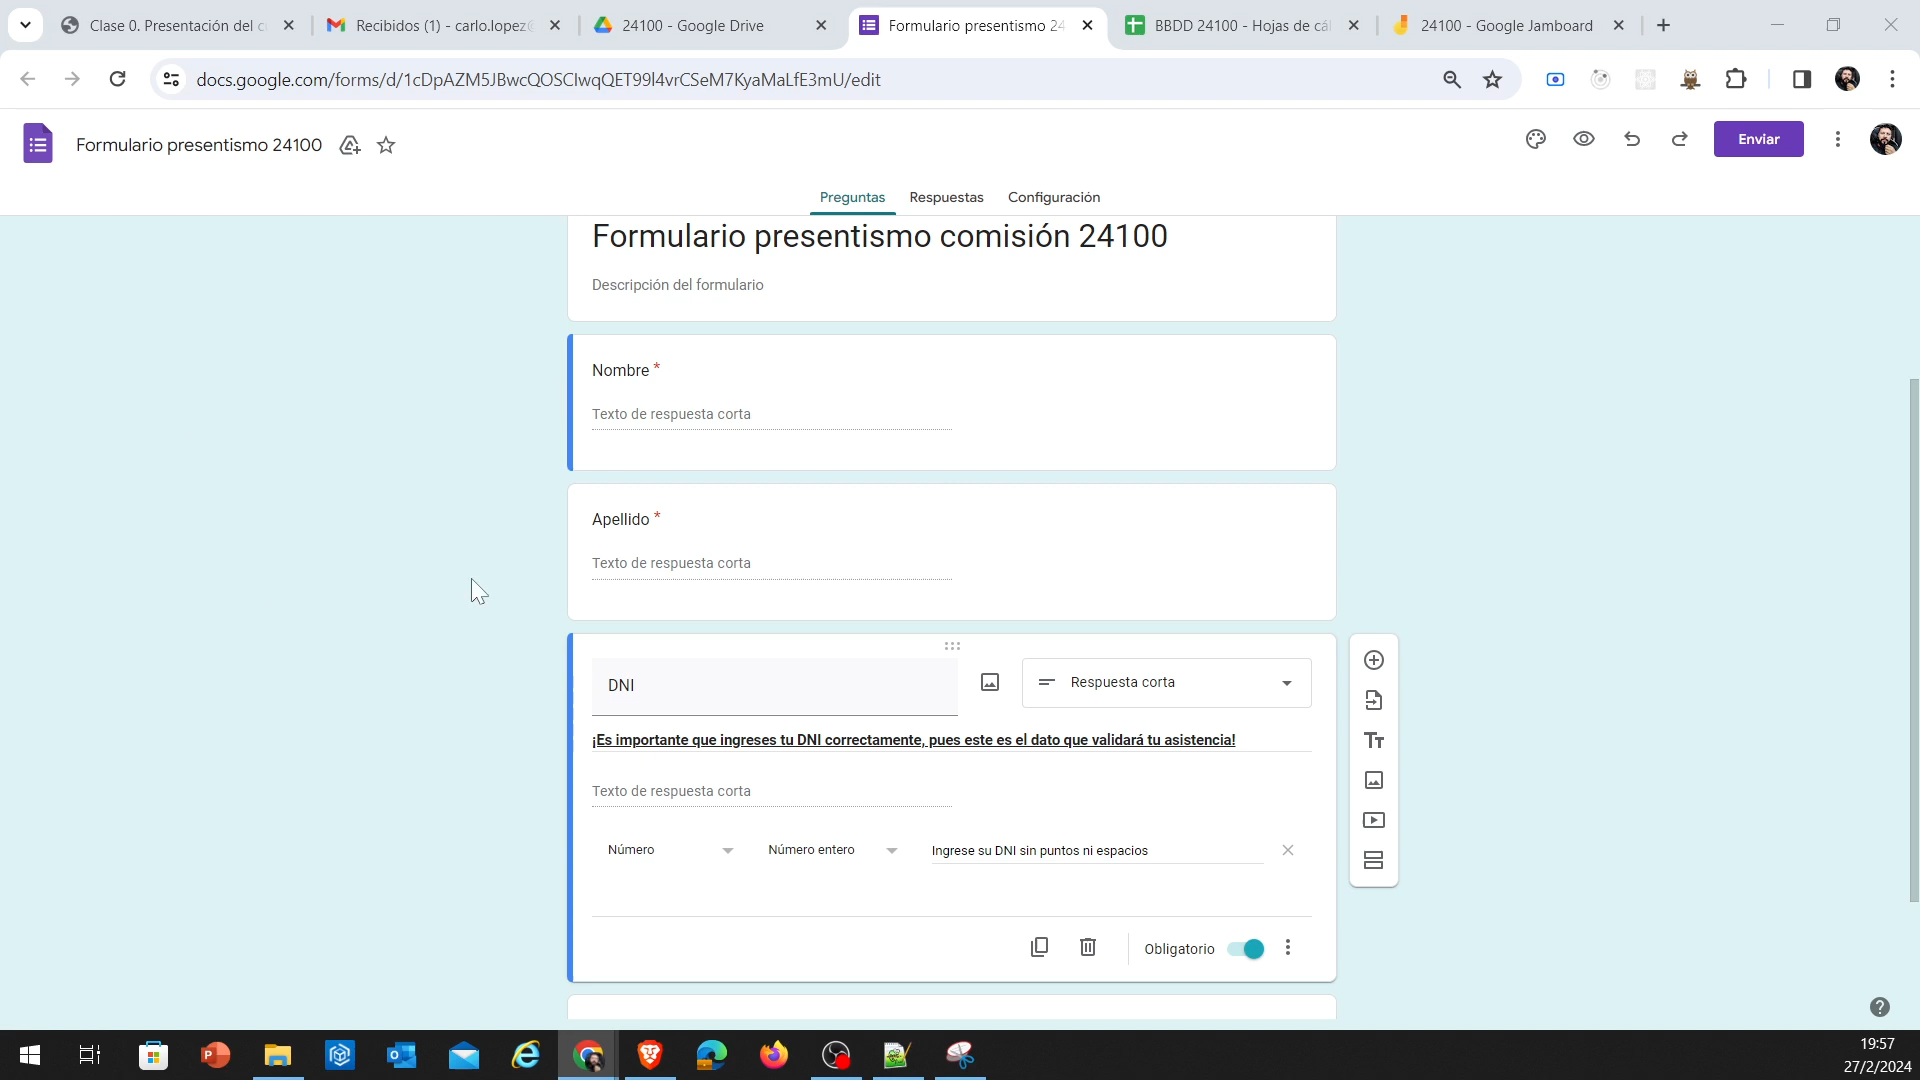 Clase 0. Presentación del c
Recibidos (1) - carlo.lopez@
24100 - Google Drive
Formulario presentismo 24
BBDD 24100 - Hojas de cál
24100 - Google Jamboard
docs.google.com/forms/d/1cDpAZM5JBwcQOSCIwqQET99l4vrCSeM7KyaMaLfE3mU/edit
Formulario presentismo 24100
Enviar
Preguntas
Respuestas
Configuración
Formulario presentismo comisión 24100
Descripción del formulario
Nombre *
Texto de respuesta corta
Apellido *
Texto de respuesta corta
DNI
Respuesta corta
¡Es importante que ingreses tu DNI correctamente, pues este es el dato que validará tu asistencia!
Texto de respuesta corta
Número
Número entero
Ingrese su DNI sin puntos ni espacios
Obligatorio
19:57
27/2/2024